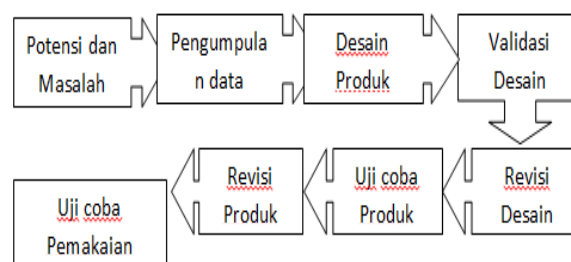 Potensi dan
Masalah
Pengumpula
n data
Desain
Produk
Validasi
Desain
Revisi
Desain
Uji coba
Produk
Revisi
Produk
Uji coba
Pemakaian